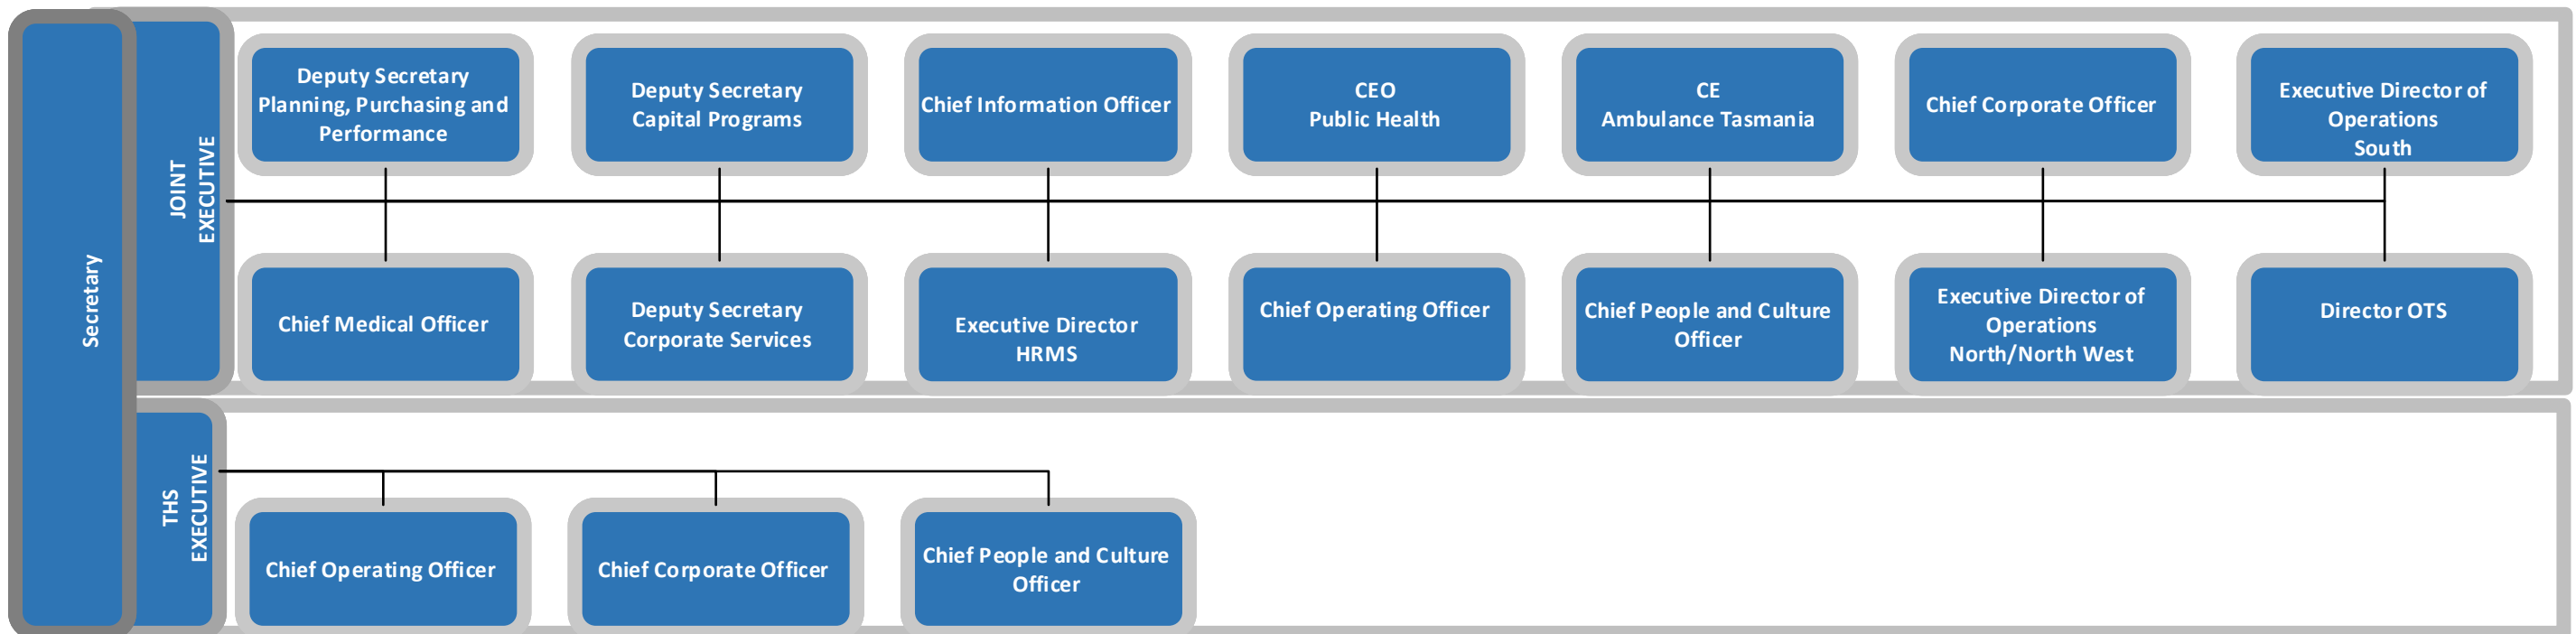 Secretary
JOINT
EXECUTIVE
Deputy Secretary
Planning, Purchasing and
Performance
Deputy Secretary
Capital Programs
Chief Information Officer
CEO
Public Health
CE
Ambulance Tasmania
Chief Corporate Officer
Executive Director of
Operations
South
Chief Medical Officer
Deputy Secretary
Corporate Services
Executive Director
HRMS
Chief Operating Officer
Chief People and Culture
Officer
Executive Director of
Operations
North/North West
Director OTS
THS
EXECUTIVE
Chief Operating Officer
Chief Corporate Officer
Chief People and Culture
Officer